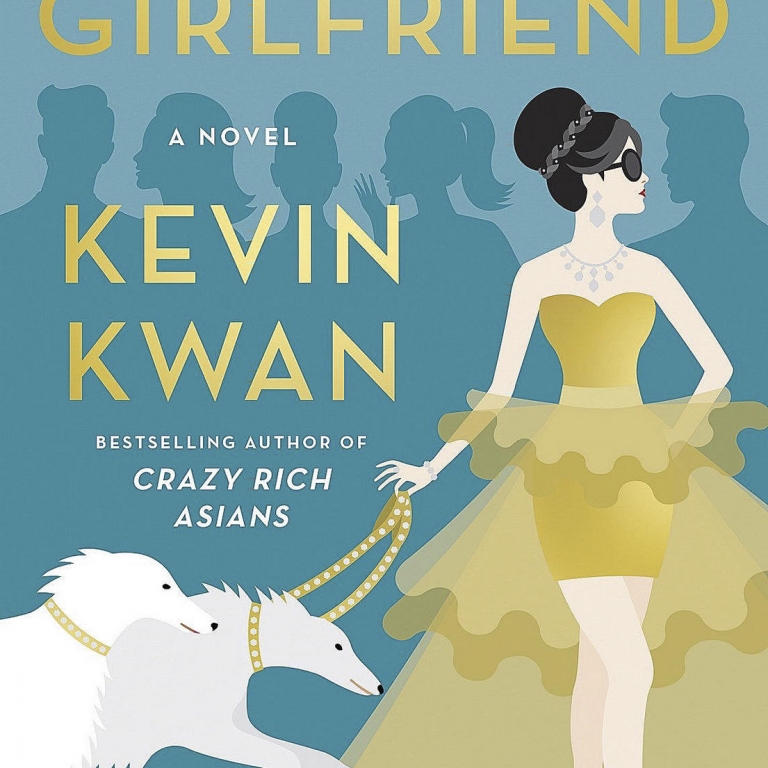 GIRLFRIEND
A NOVEL
KEVIN
KWAN
BESTSELLING AUTHOR OF
CRAZY RICH
ASIANS